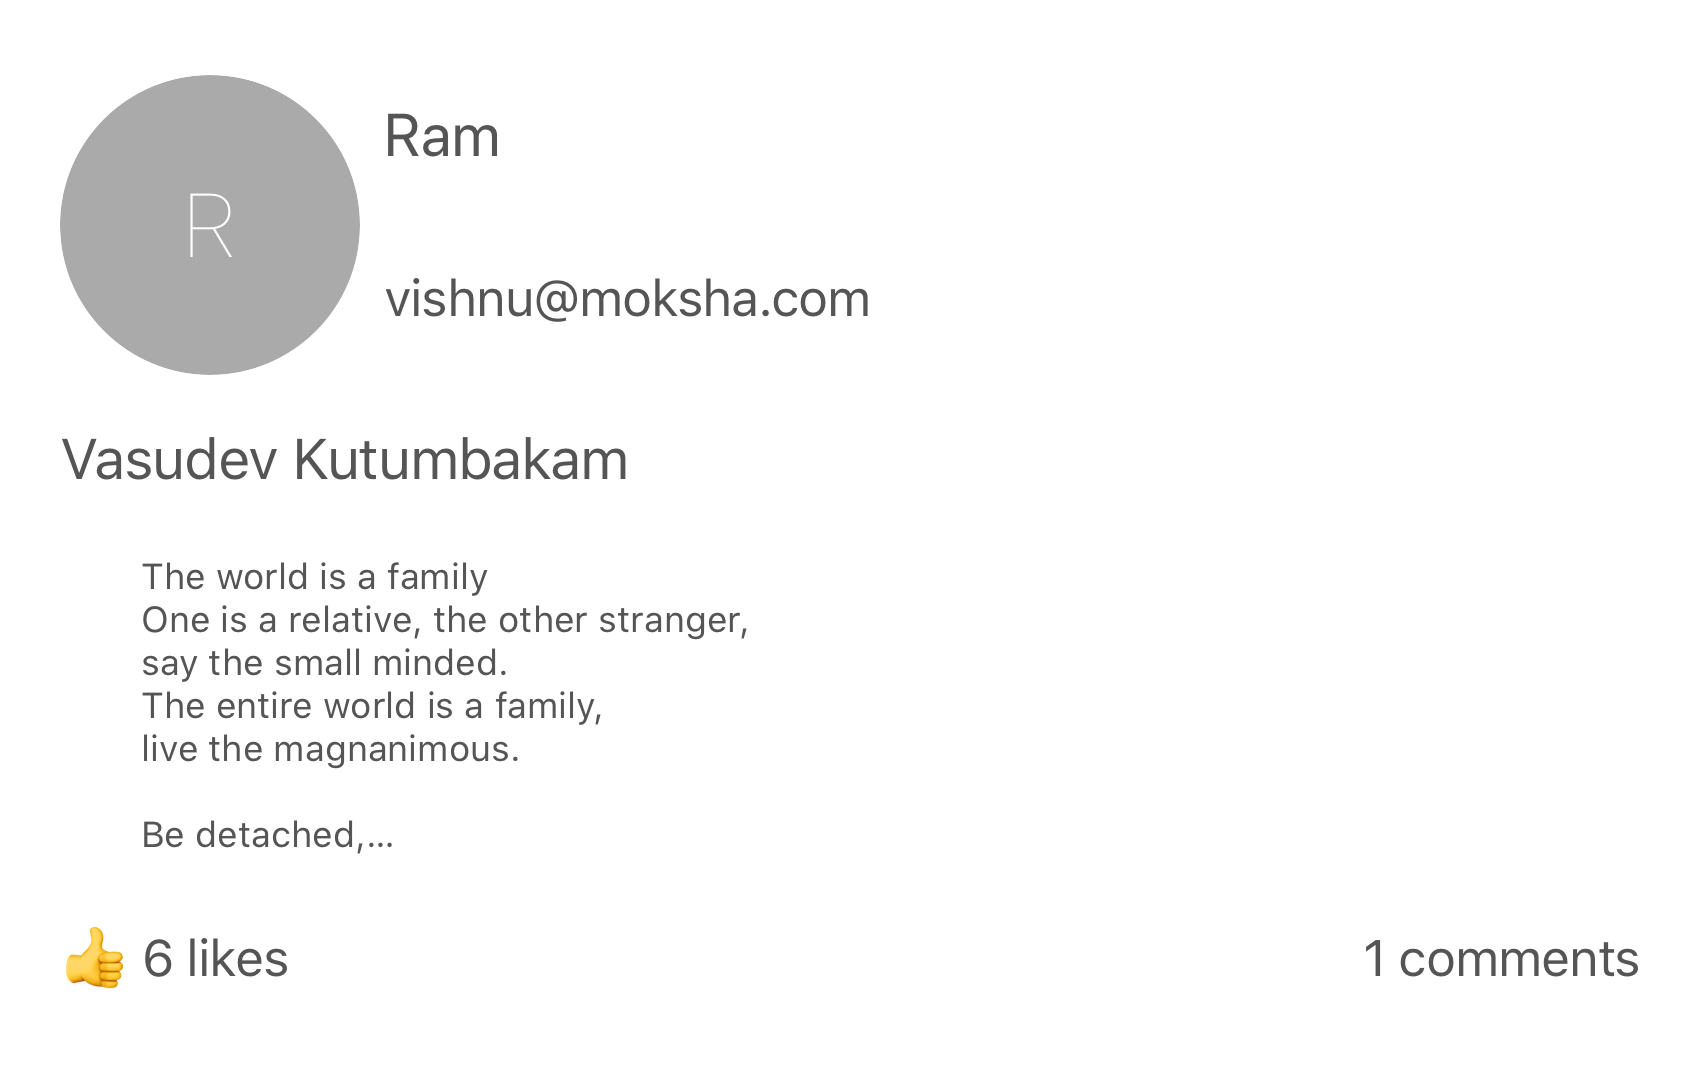 R
Ram
vishnu@moksha.com
Vasudev Kutumbakam
The world is a family
One is a relative, the other stranger,
say the small minded.
The entire world is a family,
live the magnanimous.
Be detached,...
👍 6 likes
1 comments